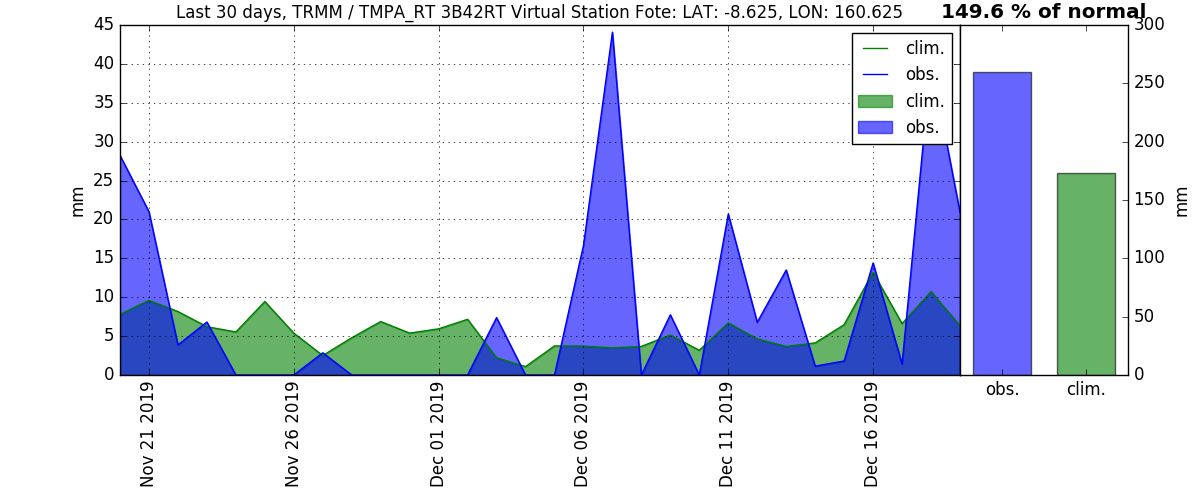 Last 30 days, TRMM / TMPA_RT 3B42RT Virtual Station Fote: LAT: -8.625, LON: 160.625
149.6 % of normal
mm
45
40
35
30
25
20
15
10
5
0
clim.
obs.
clim.
obs.
Nov 21 2019
Nov 26 2019
Dec 01 2019
Dec 06 2019
Dec 11 2019
Dec 16 2019
300
250
200
150
100
50
0
mm
obs.
clim.